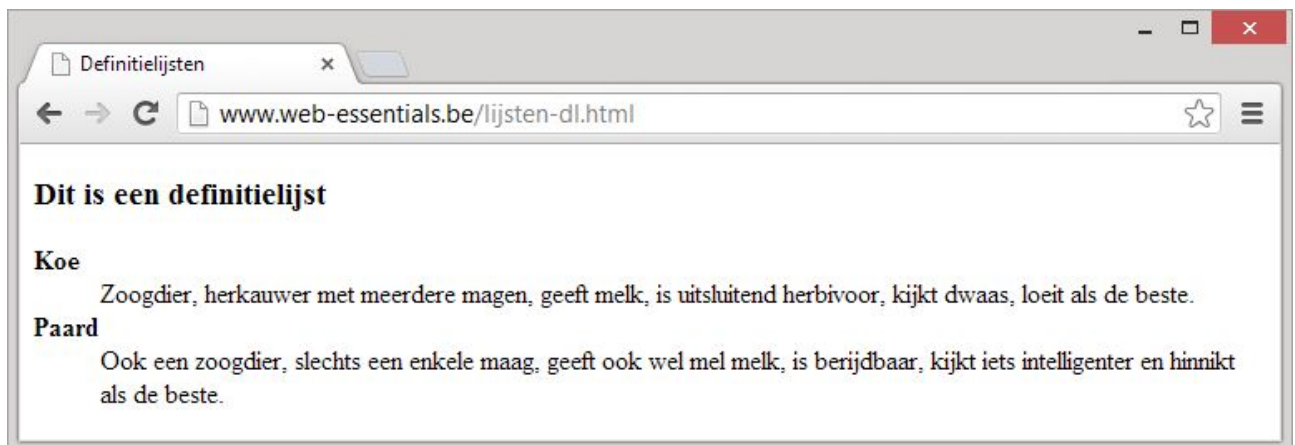 Definitielijsten
www.web-essentials.be/lijsten-dl.html
Dit is een definitielijst
Koe
Zoogdier, herkauwer met meerdere magen, geeft melk, is uitsluitend herbivoor, kijkt dwaas, loeit als de beste.
Paard
Ook een zoogdier, slechts een enkele maag, geeft ook wel mel melk, is berijdbaar, kijkt iets intelligenter en hinnikt
als de beste.